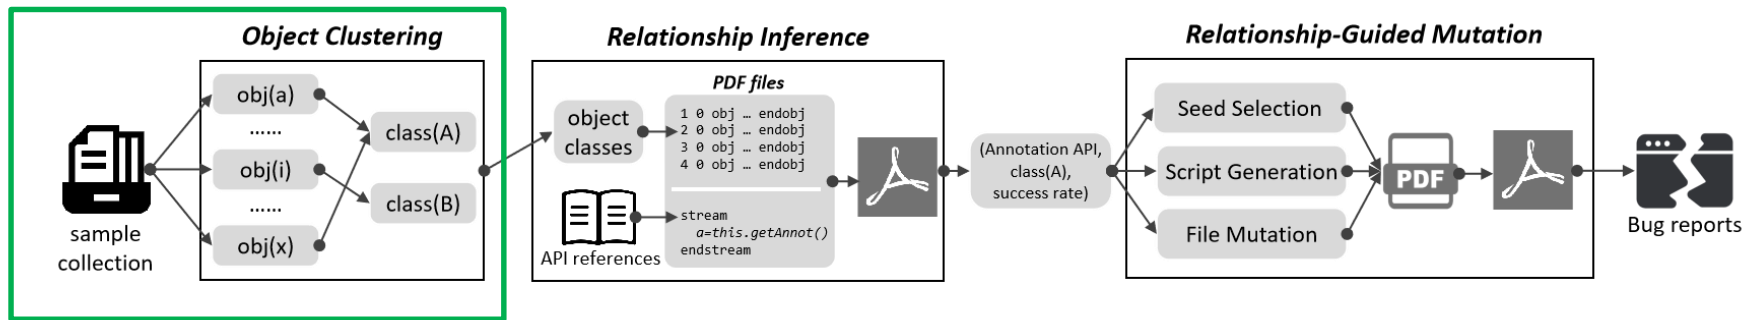 Object Clustering
sample
collection
obj(a)
......
obj(i)
......
obj(x)
class(A)
class(B)
Relationship Inference
object
classes
API references
PDF files
1 0 obj … endobj
2 0 obj … endobj
3 0 obj … endobj
4 0 obj … endobj
stream
a=this.getAnnot()
endstream
(Annotation API,
class(A),
success rate)
Relationship-Guided Mutation
Seed Selection
Script Generation
File Mutation
PDF
Bug reports